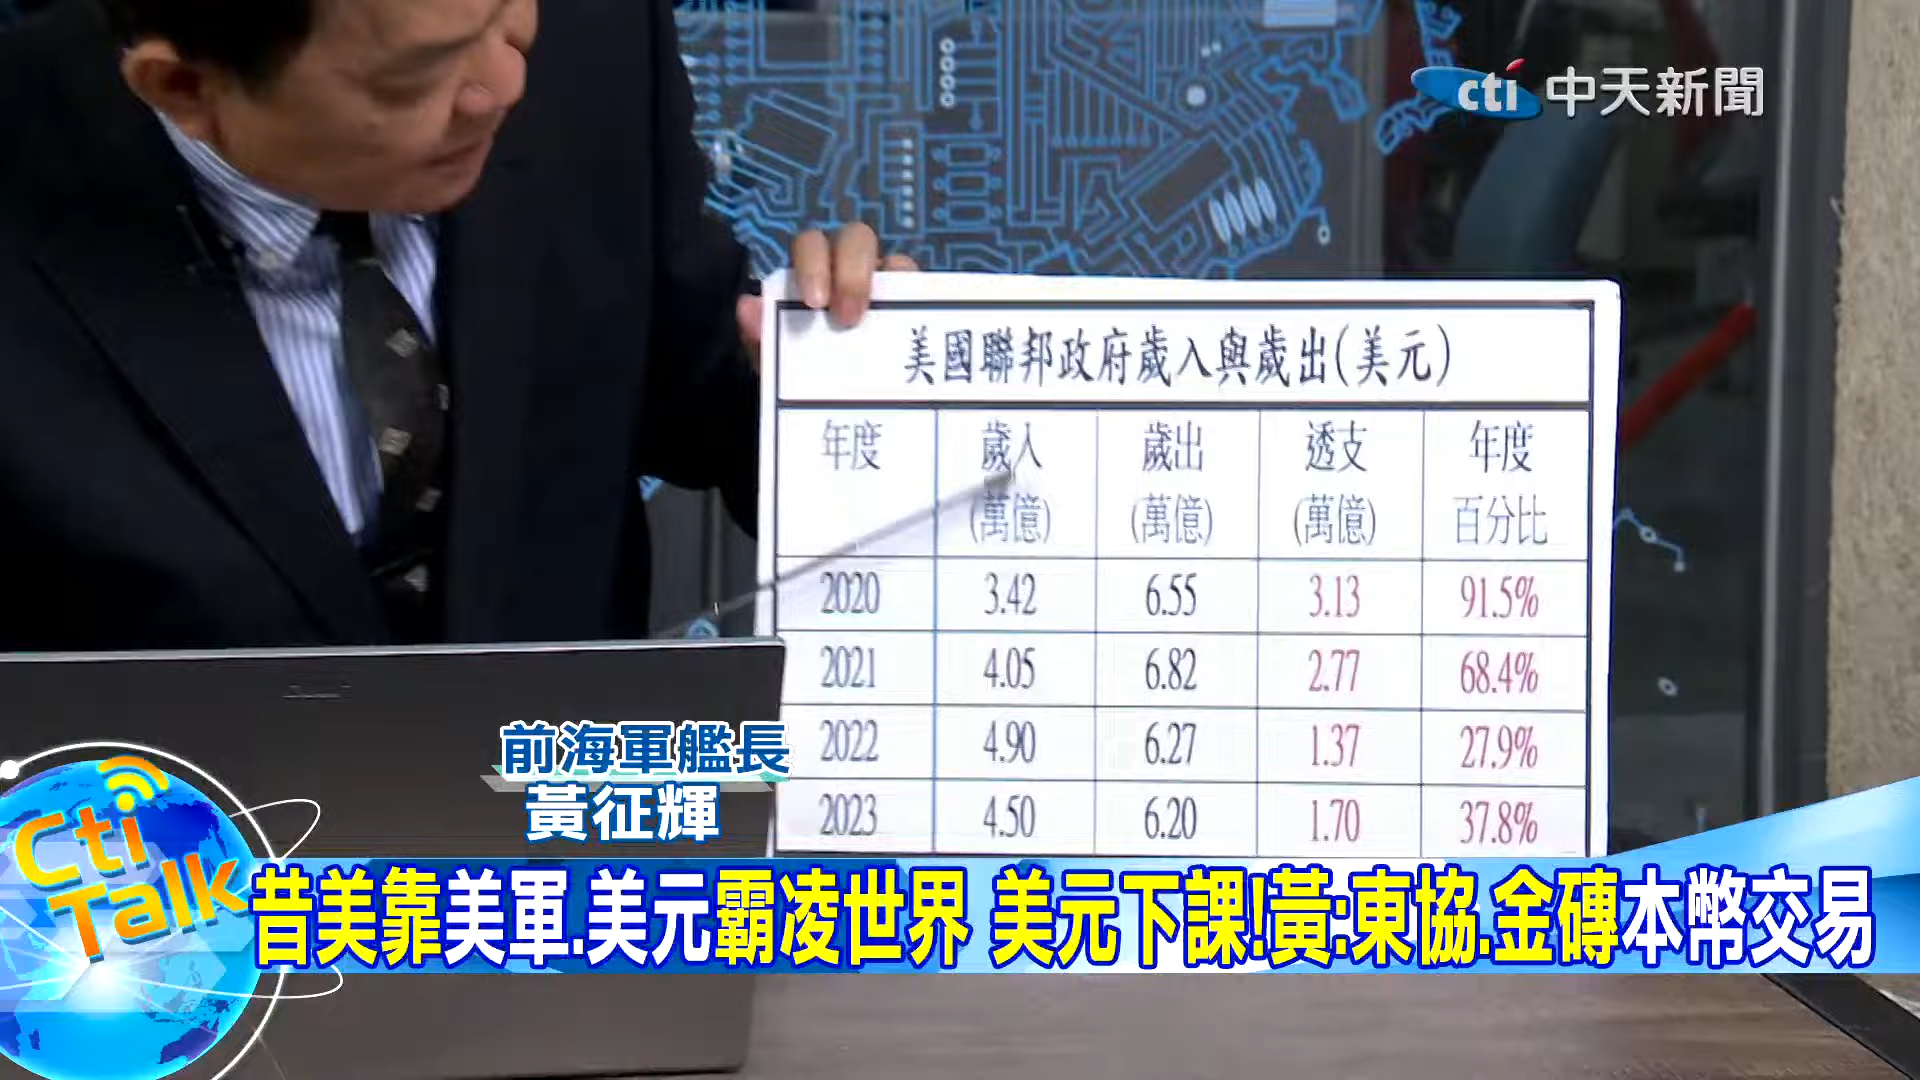 cti 中天新聞
美國聯邦政府歲入與歲出(美元)
年度 歲入 歲出 透支 年度
(萬億) (萬億) (萬億) 百分比
2020 3.42 6.55 3.13 91.5%
2021 4.05 6.82 2.77 68.4%
2022 4.90 6.27 1.37 27.9%
2023 4.50 6.20 1.70 37.8%
前海軍艦長
黃征輝
Cti
Talk
昔美靠美軍.美元霸凌世界 美元下課!黃:東協.金磚本幣交易